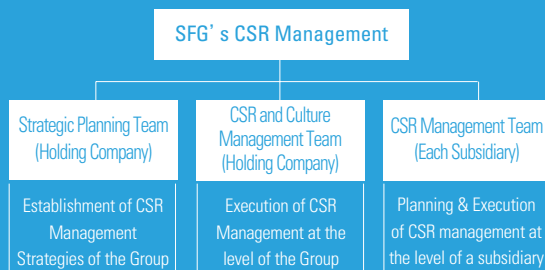 SFG’ s CSR Management
Strategic Planning Team
(Holding Company)
CSR and Culture
Management Team
(Holding Company)
CSR Management Team
(Each Subsidiary)
Establishment of CSR
Management
Strategies of the Group
Execution of CSR
Management at the
level of the Group
Planning & Execution
of CSR management at
the level of a subsidiary